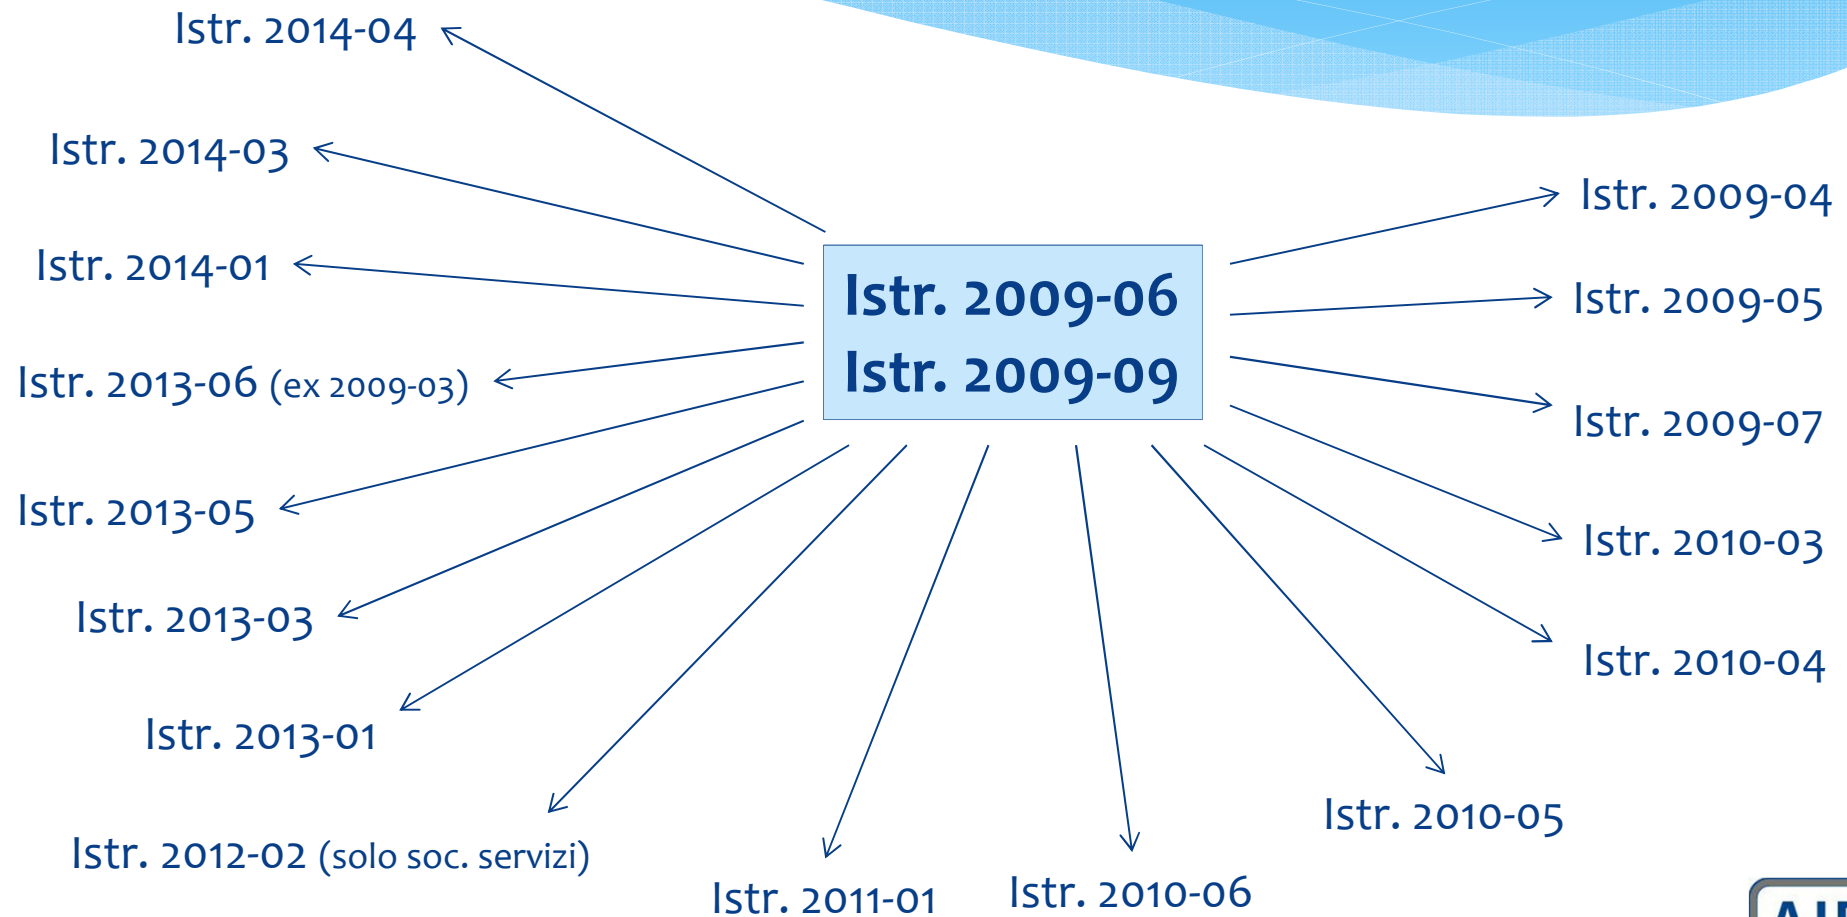 Istr. 2014-04
Istr. 2014-03
Istr. 2014-01
Istr. 2013-06 (ex 2009-03)
Istr. 2013-05
Istr. 2013-03
Istr. 2013-01
Istr. 2012-02 (solo soc. servizi)
Istr. 2011-01
Istr. 2010-06
Istr. 2010-05
Istr. 2009-06
Istr. 2009-09
Istr. 2009-04
Istr. 2009-05
Istr. 2009-07
Istr. 2010-03
Istr. 2010-04